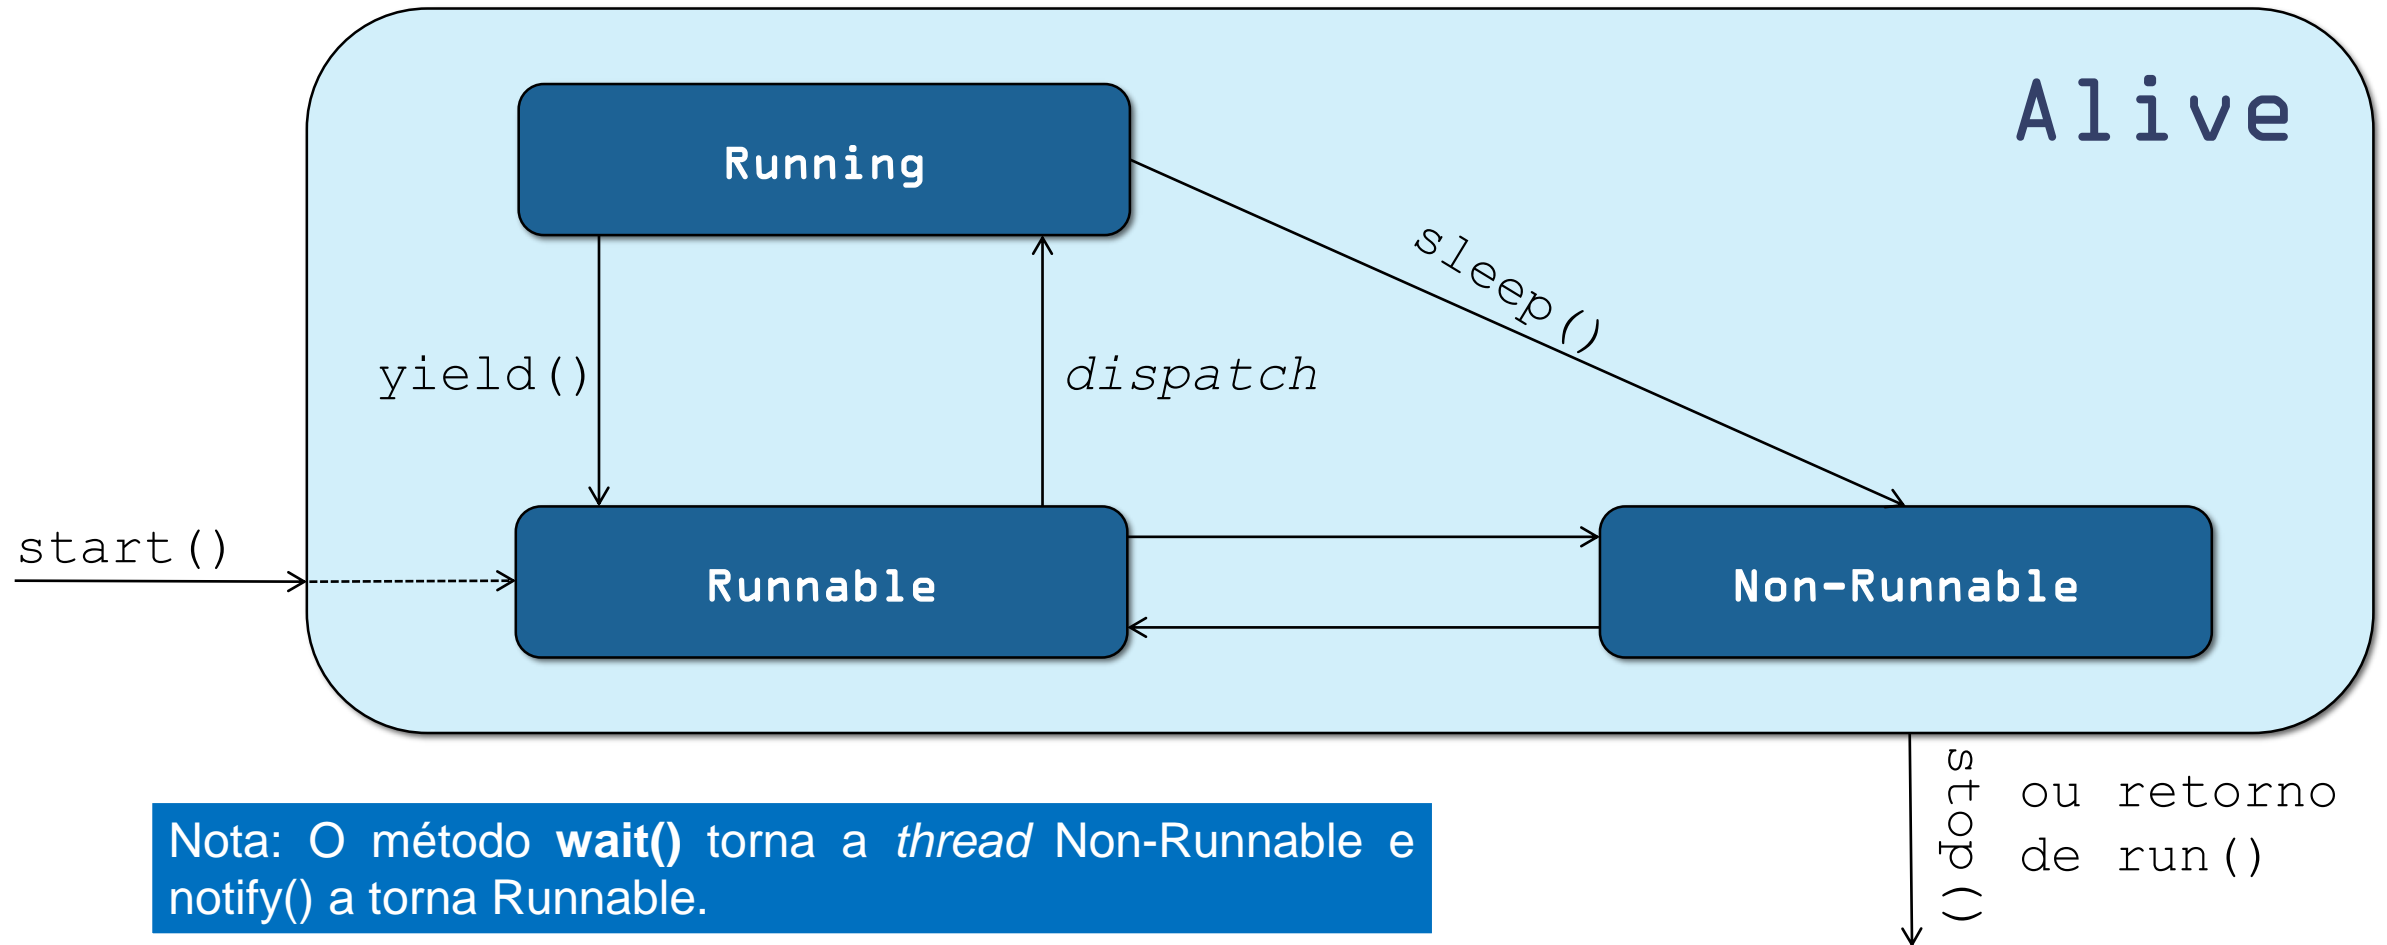 Alive
Running
sleep()
yield()
dispatch
start()
Runnable
Non-Runnable
stop()
ou retorno
de run()
Nota: O método wait() torna a thread Non-Runnable e
notify() a torna Runnable.